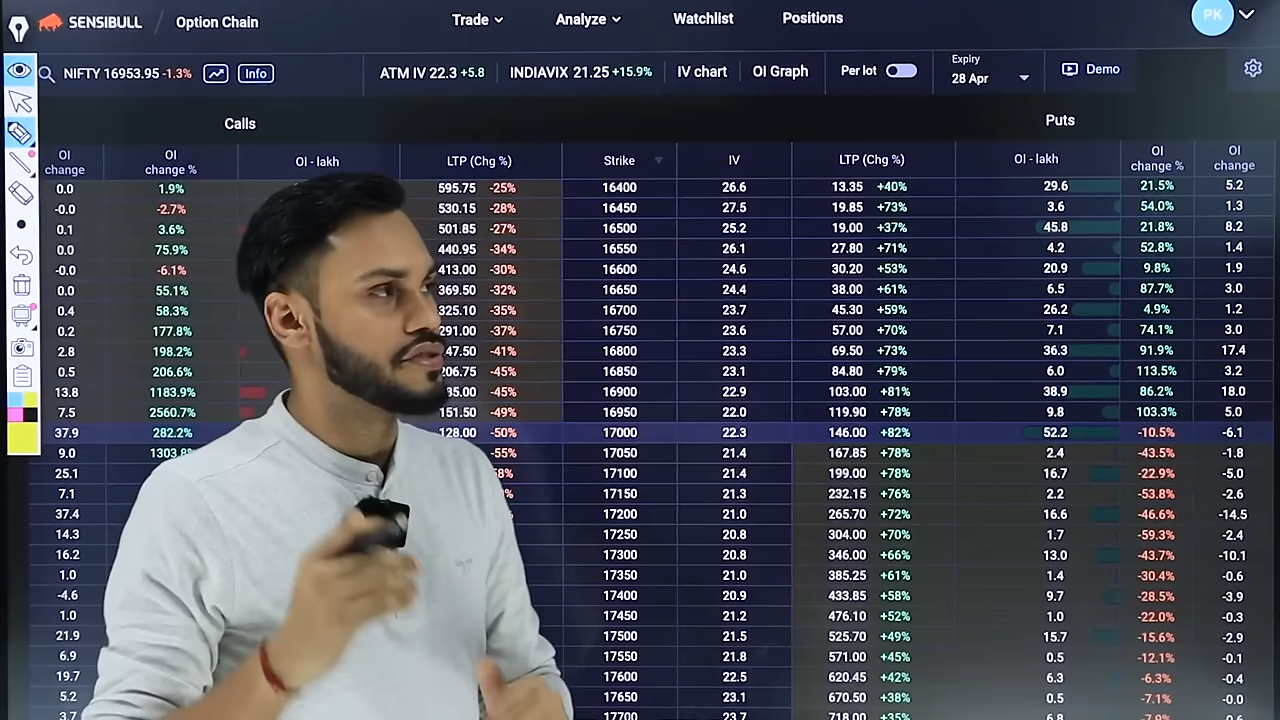 SENSIBULL / Option Chain Trade Analyze Watchlist Positions PK
NIFTY 16953.95 -1.3% Info ATM IV 22.3 +5.8 INDIAVIX 21.25 +15.9% IV chart OI Graph Per lot Expiry 28 Apr Demo
Calls Puts
OI change OI change % OI - lakh LTP (Chg %) Strike IV LTP (Chg %) OI - lakh OI change % OI change
0.0 1.9% 595.75 -25% 16400 26.6 13.35 +40% 29.6 21.5% 5.2
-0.0 -2.7% 530.15 -28% 16450 27.5 19.85 +73% 3.6 54.0% 1.3
0.1 3.6% 501.85 -27% 16500 25.2 19.00 +37% 45.8 21.8% 8.2
0.0 75.9% 440.95 -34% 16550 26.1 27.80 +71% 4.2 52.8% 1.4
-0.0 -6.1% 413.00 -30% 16600 24.6 30.20 +53% 20.9 9.8% 1.9
0.0 55.1% 369.50 -32% 16650 24.4 38.00 +61% 6.5 87.7% 3.0
0.4 58.3% 325.10 -35% 16700 23.7 45.30 +59% 26.2 4.9% 1.2
0.2 177.8% 291.00 -37% 16750 23.6 57.00 +70% 7.1 74.1% 3.0
2.8 198.2% 47.50 -41% 16800 23.3 69.50 +73% 36.3 91.9% 17.4
0.5 206.6% 06.75 -45% 16850 23.1 84.80 +79% 6.0 113.5% 3.2
13.8 1183.9% 35.00 -45% 16900 22.9 103.00 +81% 38.9 86.2% 18.0
7.5 2560.7% 151.50 -49% 16950 22.0 119.90 +78% 9.8 103.3% 5.0
37.9 282.2% 128.00 -50% 17000 22.3 146.00 +82% 52.2 -10.5% -6.1
9.0 1303.8% -55% 17050 21.4 167.85 +78% 2.4 -43.5% -1.8
25.1 8% 17100 21.4 199.00 +78% 16.7 -22.9% -5.0
7.1 17150 21.3 232.15 +76% 2.2 -53.8% -2.6
37.4 17200 21.0 265.70 +72% 16.6 -46.6% -14.5
14.3 17250 20.8 304.00 +70% 1.7 -59.3% -2.4
16.2 17300 20.8 346.00 +66% 13.0 -43.7% -10.1
1.0 17350 21.0 385.25 +61% 1.4 -30.4% -0.6
-4.6 17400 20.9 433.85 +58% 9.7 -28.5% -3.9
1.0 17450 21.2 476.10 +52% 1.0 -22.0% -0.3
21.9 17500 21.5 525.70 +49% 15.7 -15.6% -2.9
6.9 17550 21.8 571.00 +45% 0.5 -12.1% -0.1
19.7 17600 22.5 620.45 +42% 6.3 -6.3% -0.4
5.2 17650 23.1 670.50 +38% 0.5 -7.1% -0.0
3.7 17700 23.7 718.00 +35% 6.8 -7.9% -0.6